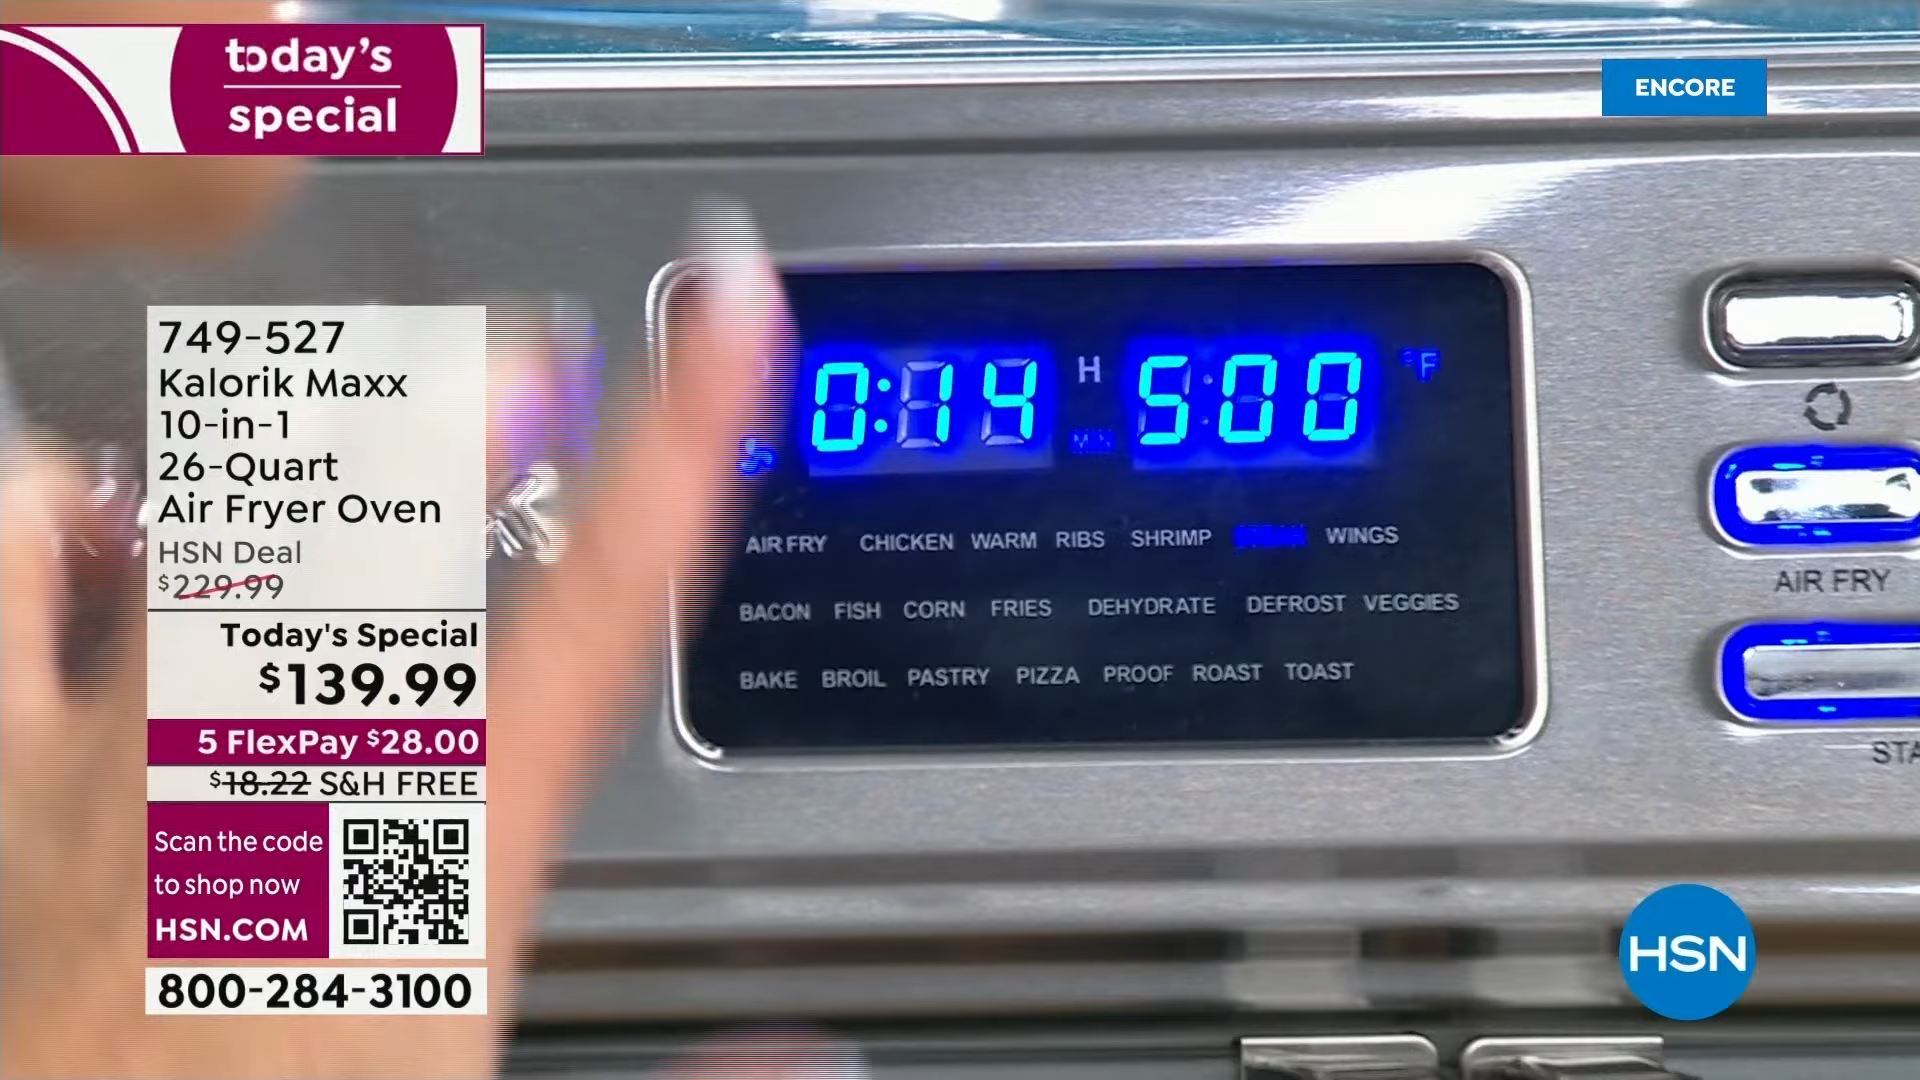 today's
special
ENCORE
749-527
Kalorik Maxx
10-in-1
26-Quart
Air Fryer Oven
HSN Deal
$229.99
Today's Special
$139.99
5 FlexPay $28.00
$18.22 S&H FREE
Scan the code
to shop now
HSN.COM
800-284-3100
0:14 H 500 °F
AIR FRY CHICKEN WARM RIBS SHRIMP WINGS
BACON FISH CORN FRIES DEHYDRATE DEFROST VEGGIES
BAKE BROIL PASTRY PIZZA PROOF ROAST TOAST
AIR FRY
STA
HSN